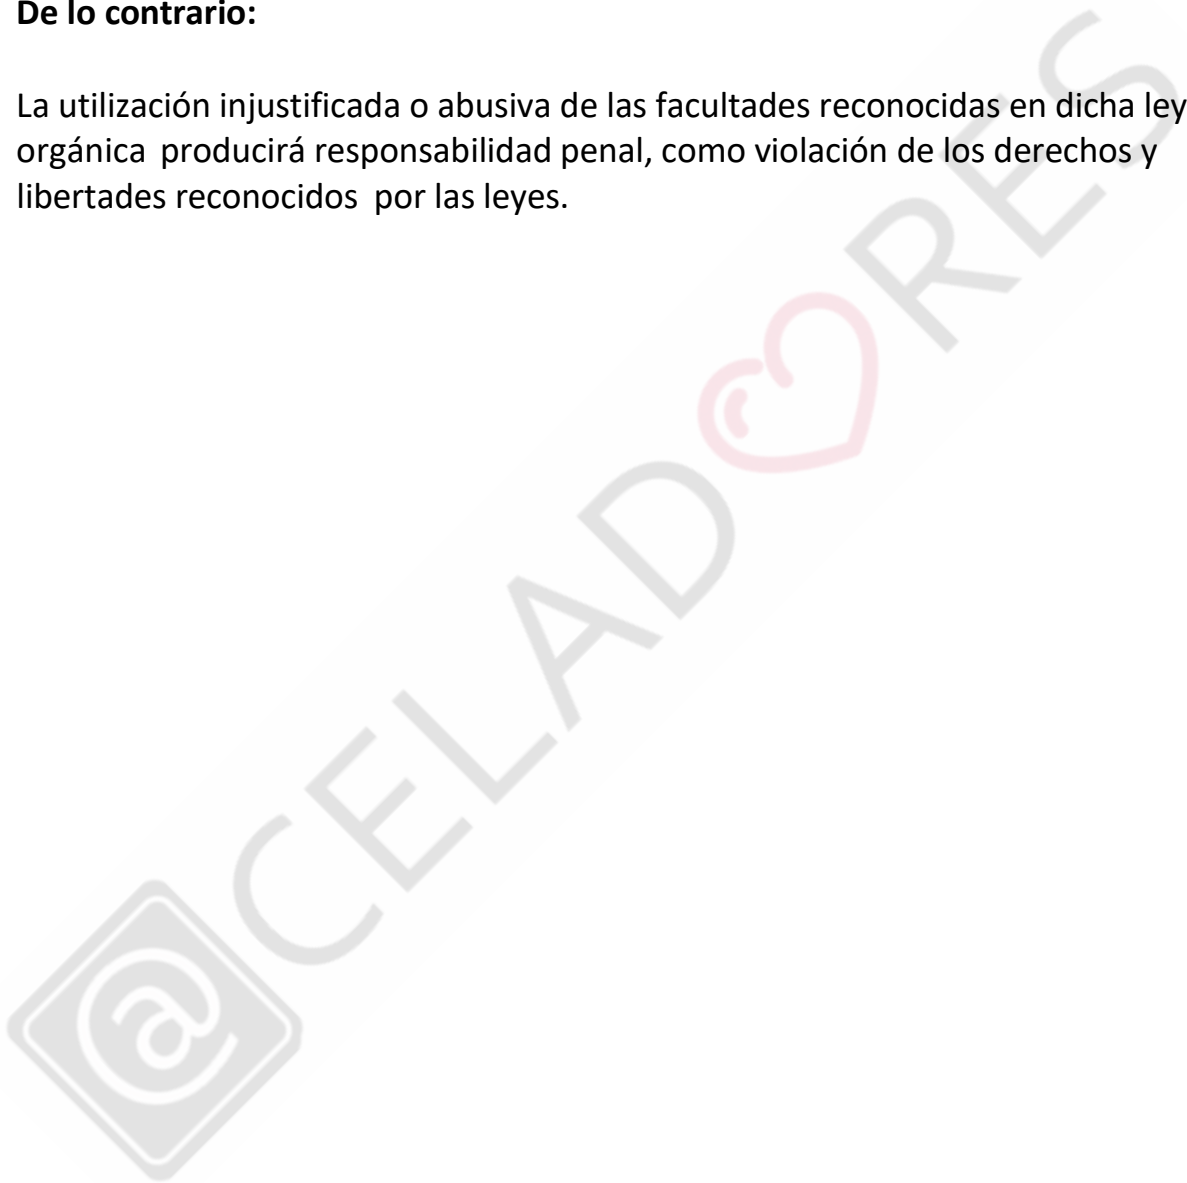 De lo contrario:
La utilización injustificada o abusiva de las facultades reconocidas en dicha ley
orgánica producirá responsabilidad penal, como violación de los derechos y
libertades reconocidos por las leyes.
@CELADORES